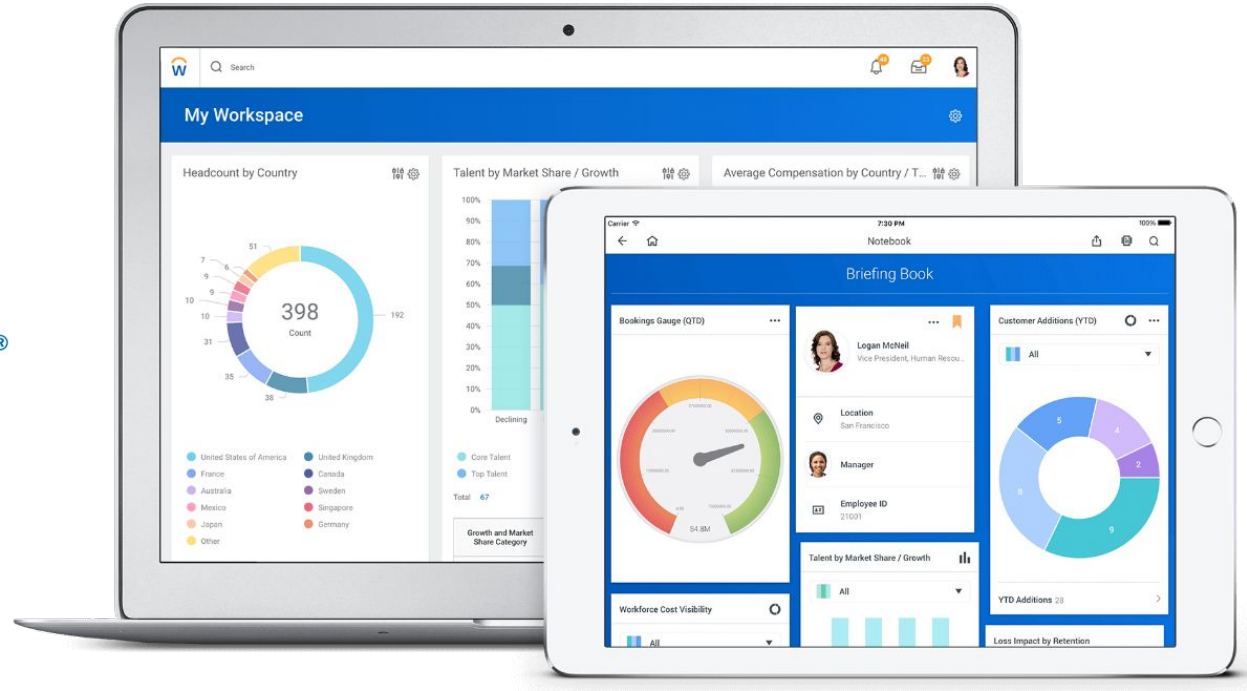 W
Search
My Workspace
Headcount by Country
51
7
6
9
9
10
10
31
35
38
192
398
Count
United States of America
United Kingdom
France
Canada
Australia
Sweden
Mexico
Singapore
Japan
Germany
Other
Talent by Market Share / Growth
100%
90%
80%
70%
60%
50%
40%
30%
20%
10%
0%
Declining
Core Talent
Top Talent
Total 67
Growth and Market
Share Category
Average Compensation by Country / T...
Carrier
7:30 PM
100%
Notebook
Briefing Book
Bookings Gauge (QTD)
54.8M
Workforce Cost Visibility
All
Logan McNeil
Vice President, Human Resou...
Location
San Francisco
Manager
Employee ID
21001
Talent by Market Share / Growth
All
Customer Additions (YTD)
All
5
4
2
8
9
YTD Additions 28
Loss Impact by Retention
®